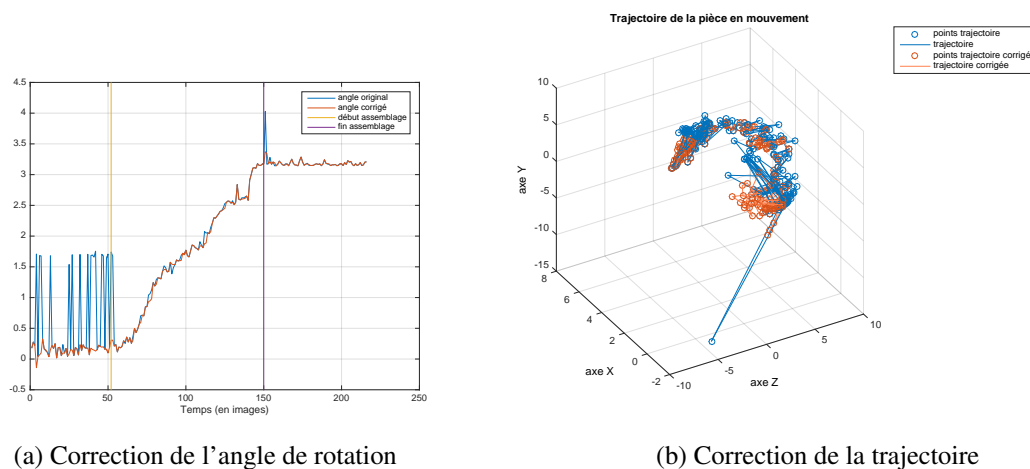 4.5
4
3.5
3
2.5
2
1.5
1
0.5
0
-0.5
0
50
100
150
200
250
Temps (en images)
angle original
angle corrigé
début assemblage
fin assemblage
(a) Correction de l'angle de rotation
Trajectoire de la pièce en mouvement
points trajectoire
trajectoire
points trajectoire corrigé
trajectoire corrigée
10
5
0
-5
-10
-15
axe Y
8
6
4
2
0
-2
axe X
-10
-5
0
5
10
axe Z
(b) Correction de la trajectoire